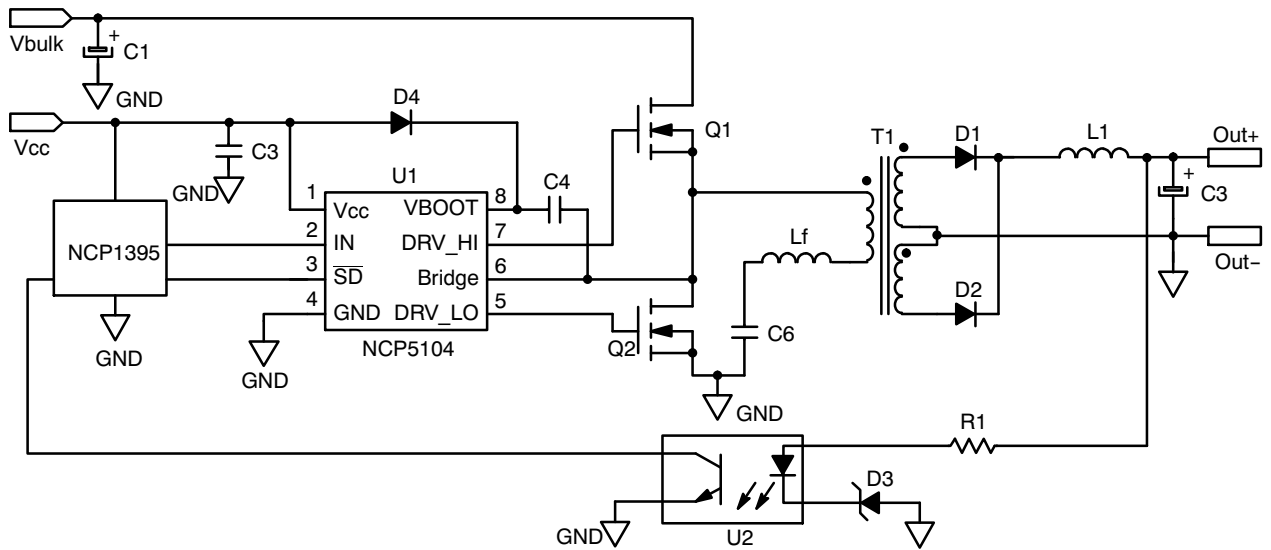 Vbulk
+
C1
GND
Vcc
D4
C3
GND
U1
1
Vcc
VBOOT
8
C4
2
IN
DRV_HI
7
3
SD
Bridge
6
4
GND
DRV_LO
5
NCP5104
NCP1395
GND
GND
Q1
Q2
Lf
C6
GND
T1
D1
D2
L1
Out+
+
C3
Out−
R1
D3
U2
GND